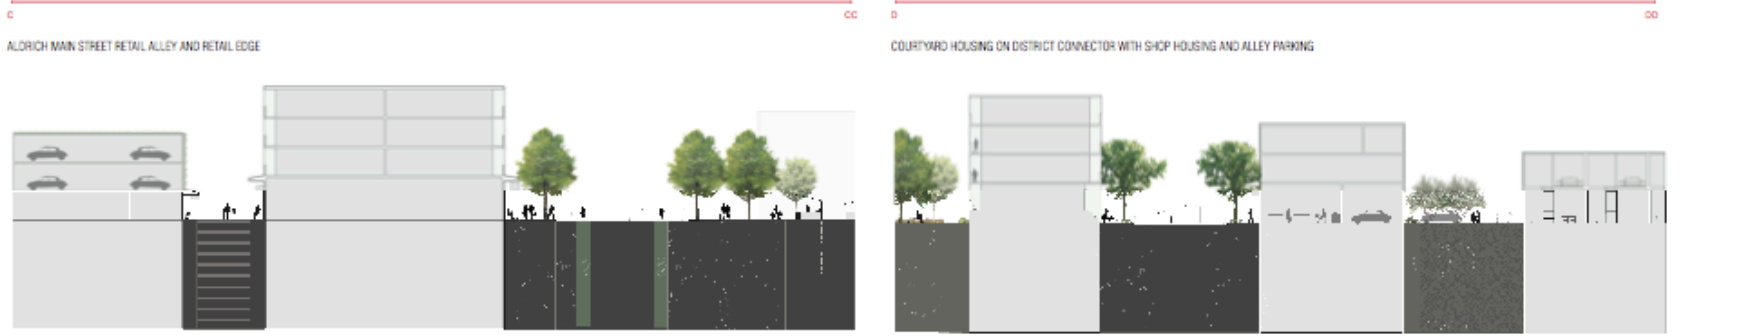 C CC
ALDRICH MAIN STREET RETAIL ALLEY AND RETAIL EDGE
D DD
COURTYARD HOUSING ON DISTRICT CONNECTOR WITH SHOP HOUSING AND ALLEY PARKING